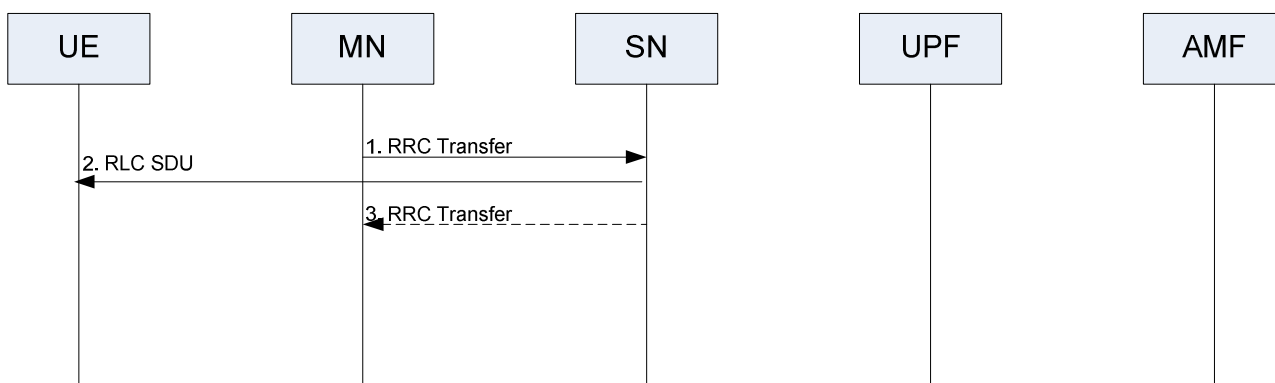 UE
MN
SN
UPF
AMF
1. RRC Transfer
2. RLC SDU
3. RRC Transfer